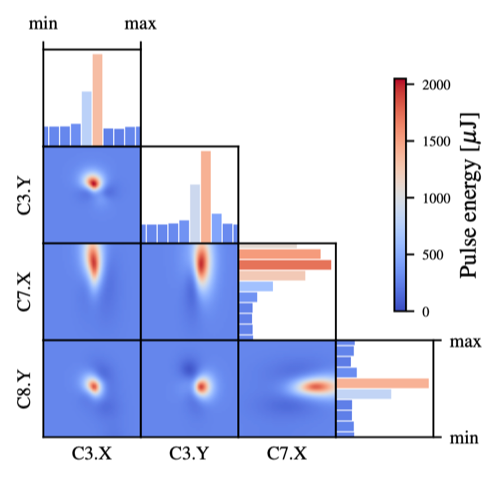 min max
2000
1500
1000
500
0
Pulse energy [μJ]
C3.Y
C7.X
C8.Y
max
min
C3.X C3.Y C7.X